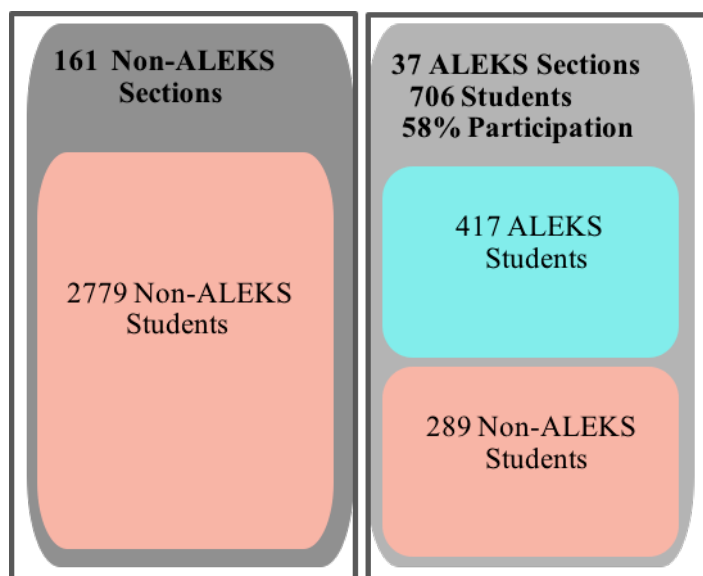 161 Non-ALEKS
Sections
2779 Non-ALEKS
Students
37 ALEKS Sections
706 Students
58% Participation
417 ALEKS
Students
289 Non-ALEKS
Students